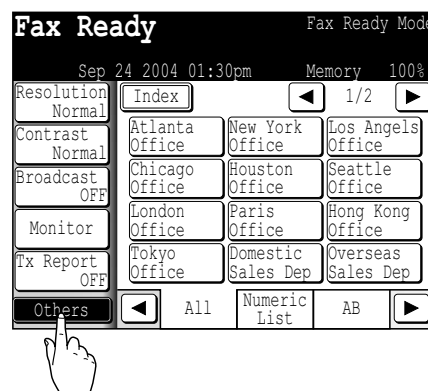 Fax Ready
Fax Ready Mode
Sep 24 2004 01:30pm Memory 100%
Resolution
Normal
Contrast
Normal
Broadcast
OFF
Monitor
Tx Report
OFF
Others
Index
1/2
Atlanta
Office
New York
Office
Los Angels
Office
Chicago
Office
Houston
Office
Seattle
Office
London
Office
Paris
Office
Hong Kong
Office
Tokyo
Office
Domestic
Sales Dep
Overseas
Sales Dep
All
Numeric
List
AB